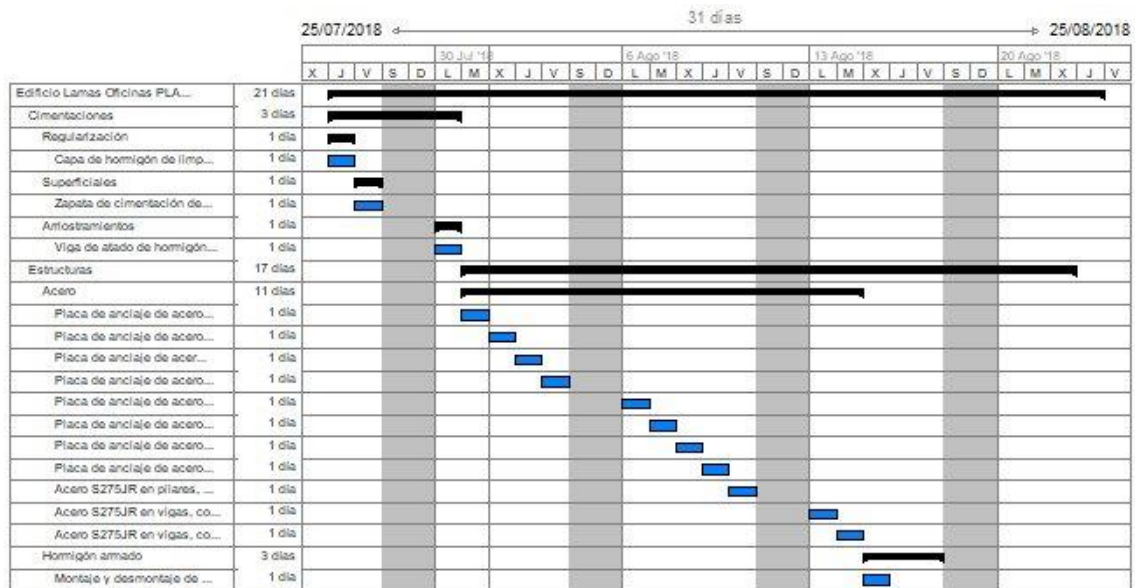 31 días
25/07/2018 25/08/2018
30 Jul '18 6 Ago '18 13 Ago '18 20 Ago '18
X J V S D L M X J V S D L M X J V S D L M X J V S D L M X J V
Edificio Lamas Oficinas PLA... 21 días
Cimentaciones 3 días
Regularización 1 día
Capa de hormigón de limp... 1 día
Superficiales 1 día
Zapata de cimentación de... 1 día
Arriostramientos 1 día
Viga de atado de hormigón... 1 día
Estructuras 17 días
Acero 11 días
Placa de anclaje de acero... 1 día
Placa de anclaje de acero... 1 día
Placa de anclaje de acer... 1 día
Placa de anclaje de acero... 1 día
Placa de anclaje de acero... 1 día
Placa de anclaje de acero... 1 día
Placa de anclaje de acero... 1 día
Placa de anclaje de acero... 1 día
Acero S275JR en pilares, ... 1 día
Acero S275JR en vigas, co... 1 día
Acero S275JR en vigas, co... 1 día
Hormigón armado 3 días
Montaje y desmontaje de ... 1 día